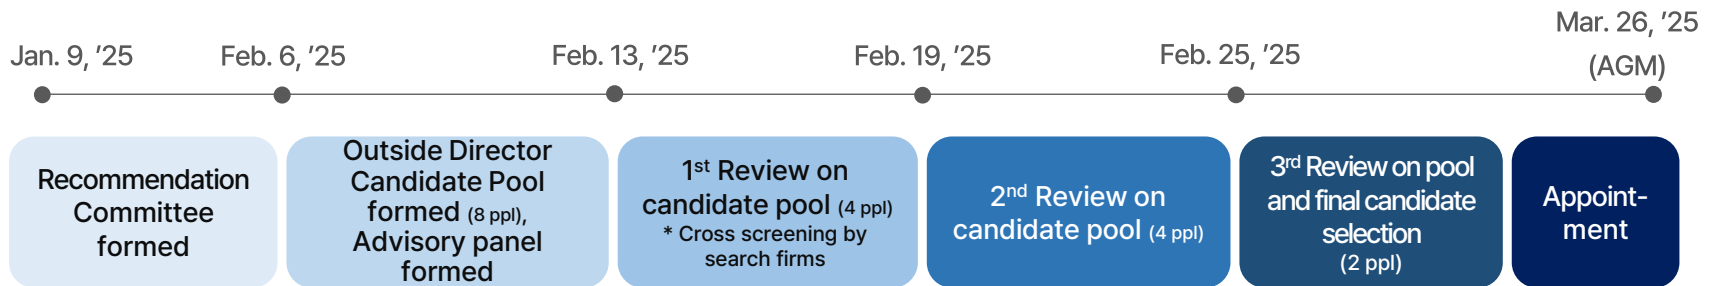 Jan. 9, ’25
Feb. 6, ’25
Feb. 13, ’25
Feb. 19, ’25
Feb. 25, ’25
Mar. 26, ’25
(AGM)
Recommendation
Committee
formed
Outside Director
Candidate Pool
formed (8 ppl),
Advisory panel
formed
1st Review on
candidate pool (4 ppl)
* Cross screening by
search firms
2nd Review on
candidate pool (4 ppl)
3rd Review on pool
and final candidate
selection
(2 ppl)
Appoint-
ment